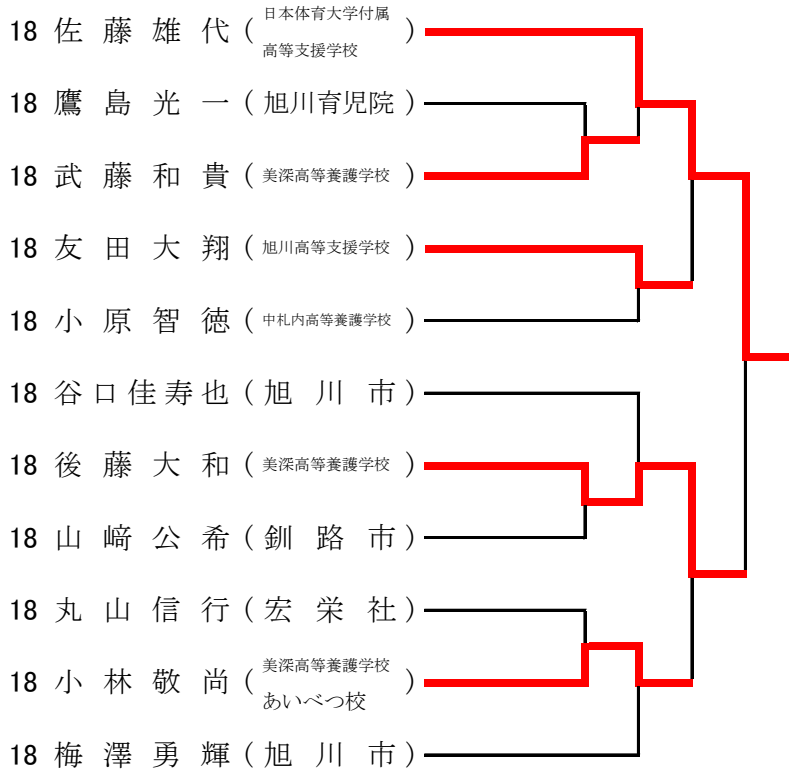 18 佐藤雄代(日本体育大学付属高等支援学校)
18 鷹島光一(旭川育児院)
18 武藤和貴(美深高等養護学校)
18 友田大翔(旭川高等支援学校)
18 小原智徳(中札内高等養護学校)
18 谷口佳寿也(旭川市)
18 後藤大和(美深高等養護学校)
18 山﨑公希(釧路市)
18 丸山信行(宏栄社)
18 小林敬尚(美深高等養護学校あいべつ校)
18 梅澤勇輝(旭川市)